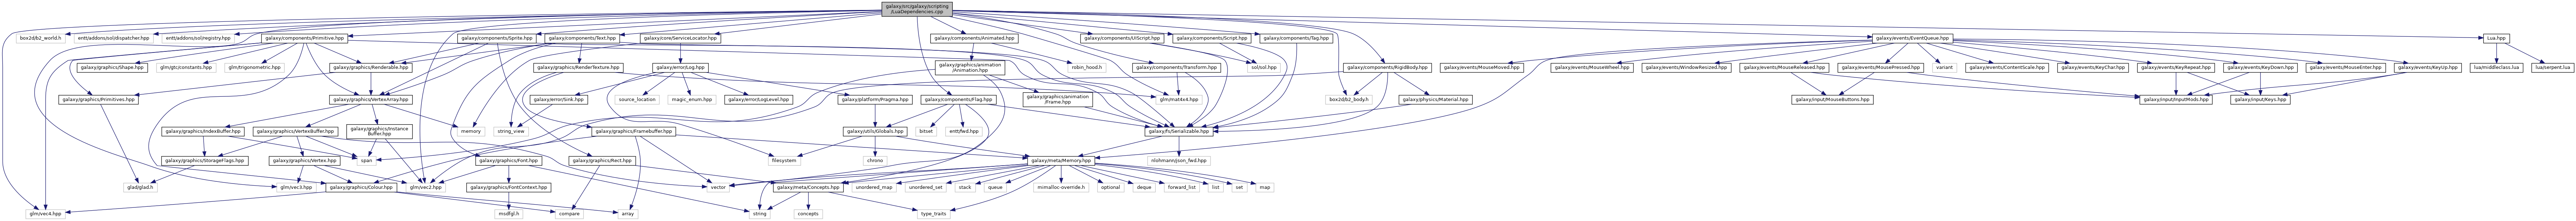 galaxy/src/galaxy/scripting
/LuaDependencies.cpp
box2d/b2_world.h
entt/addons/sol/dispatcher.hpp
entt/addons/sol/registry.hpp
galaxy/components/Primitive.hpp
galaxy/components/Sprite.hpp
galaxy/components/Text.hpp
galaxy/core/ServiceLocator.hpp
galaxy/components/Animated.hpp
galaxy/components/UIScript.hpp
galaxy/components/Script.hpp
galaxy/components/Tag.hpp
galaxy/events/EventQueue.hpp
Lua.hpp
galaxy/graphics/Shape.hpp
glm/gtc/constants.hpp
glm/trigonometric.hpp
galaxy/graphics/Renderable.hpp
galaxy/graphics/RenderTexture.hpp
galaxy/error/Log.hpp
galaxy/graphics/animation
/Animation.hpp
robin_hood.h
galaxy/components/Transform.hpp
sol/sol.hpp
galaxy/components/RigidBody.hpp
galaxy/events/MouseMoved.hpp
galaxy/events/MouseWheel.hpp
galaxy/events/WindowResized.hpp
galaxy/events/MouseReleased.hpp
galaxy/events/MousePressed.hpp
variant
galaxy/events/ContentScale.hpp
galaxy/events/KeyChar.hpp
galaxy/events/KeyRepeat.hpp
galaxy/events/KeyDown.hpp
galaxy/events/MouseEnter.hpp
galaxy/events/KeyUp.hpp
lua/middleclass.lua
lua/serpent.lua
galaxy/graphics/Primitives.hpp
galaxy/graphics/VertexArray.hpp
galaxy/error/Sink.hpp
source_location
magic_enum.hpp
galaxy/error/LogLevel.hpp
galaxy/platform/Pragma.hpp
galaxy/components/Flag.hpp
galaxy/graphics/animation
/Frame.hpp
glm/mat4x4.hpp
box2d/b2_body.h
galaxy/physics/Material.hpp
galaxy/input/MouseButtons.hpp
galaxy/input/InputMods.hpp
galaxy/input/Keys.hpp
galaxy/graphics/IndexBuffer.hpp
galaxy/graphics/VertexBuffer.hpp
galaxy/graphics/Instance
Buffer.hpp
memory
string_view
galaxy/graphics/Framebuffer.hpp
galaxy/utils/Globals.hpp
bitset
entt/fwd.hpp
galaxy/fs/Serializable.hpp
galaxy/graphics/StorageFlags.hpp
galaxy/graphics/Vertex.hpp
span
galaxy/graphics/Font.hpp
galaxy/graphics/Rect.hpp
filesystem
chrono
galaxy/meta/Memory.hpp
nlohmann/json_fwd.hpp
glad/glad.h
glm/vec3.hpp
galaxy/graphics/Colour.hpp
glm/vec2.hpp
galaxy/graphics/FontContext.hpp
vector
galaxy/meta/Concepts.hpp
unordered_map
unordered_set
stack
queue
mimalloc-override.h
optional
deque
forward_list
list
set
map
glm/vec4.hpp
msdfgl.h
compare
array
string
concepts
type_traits